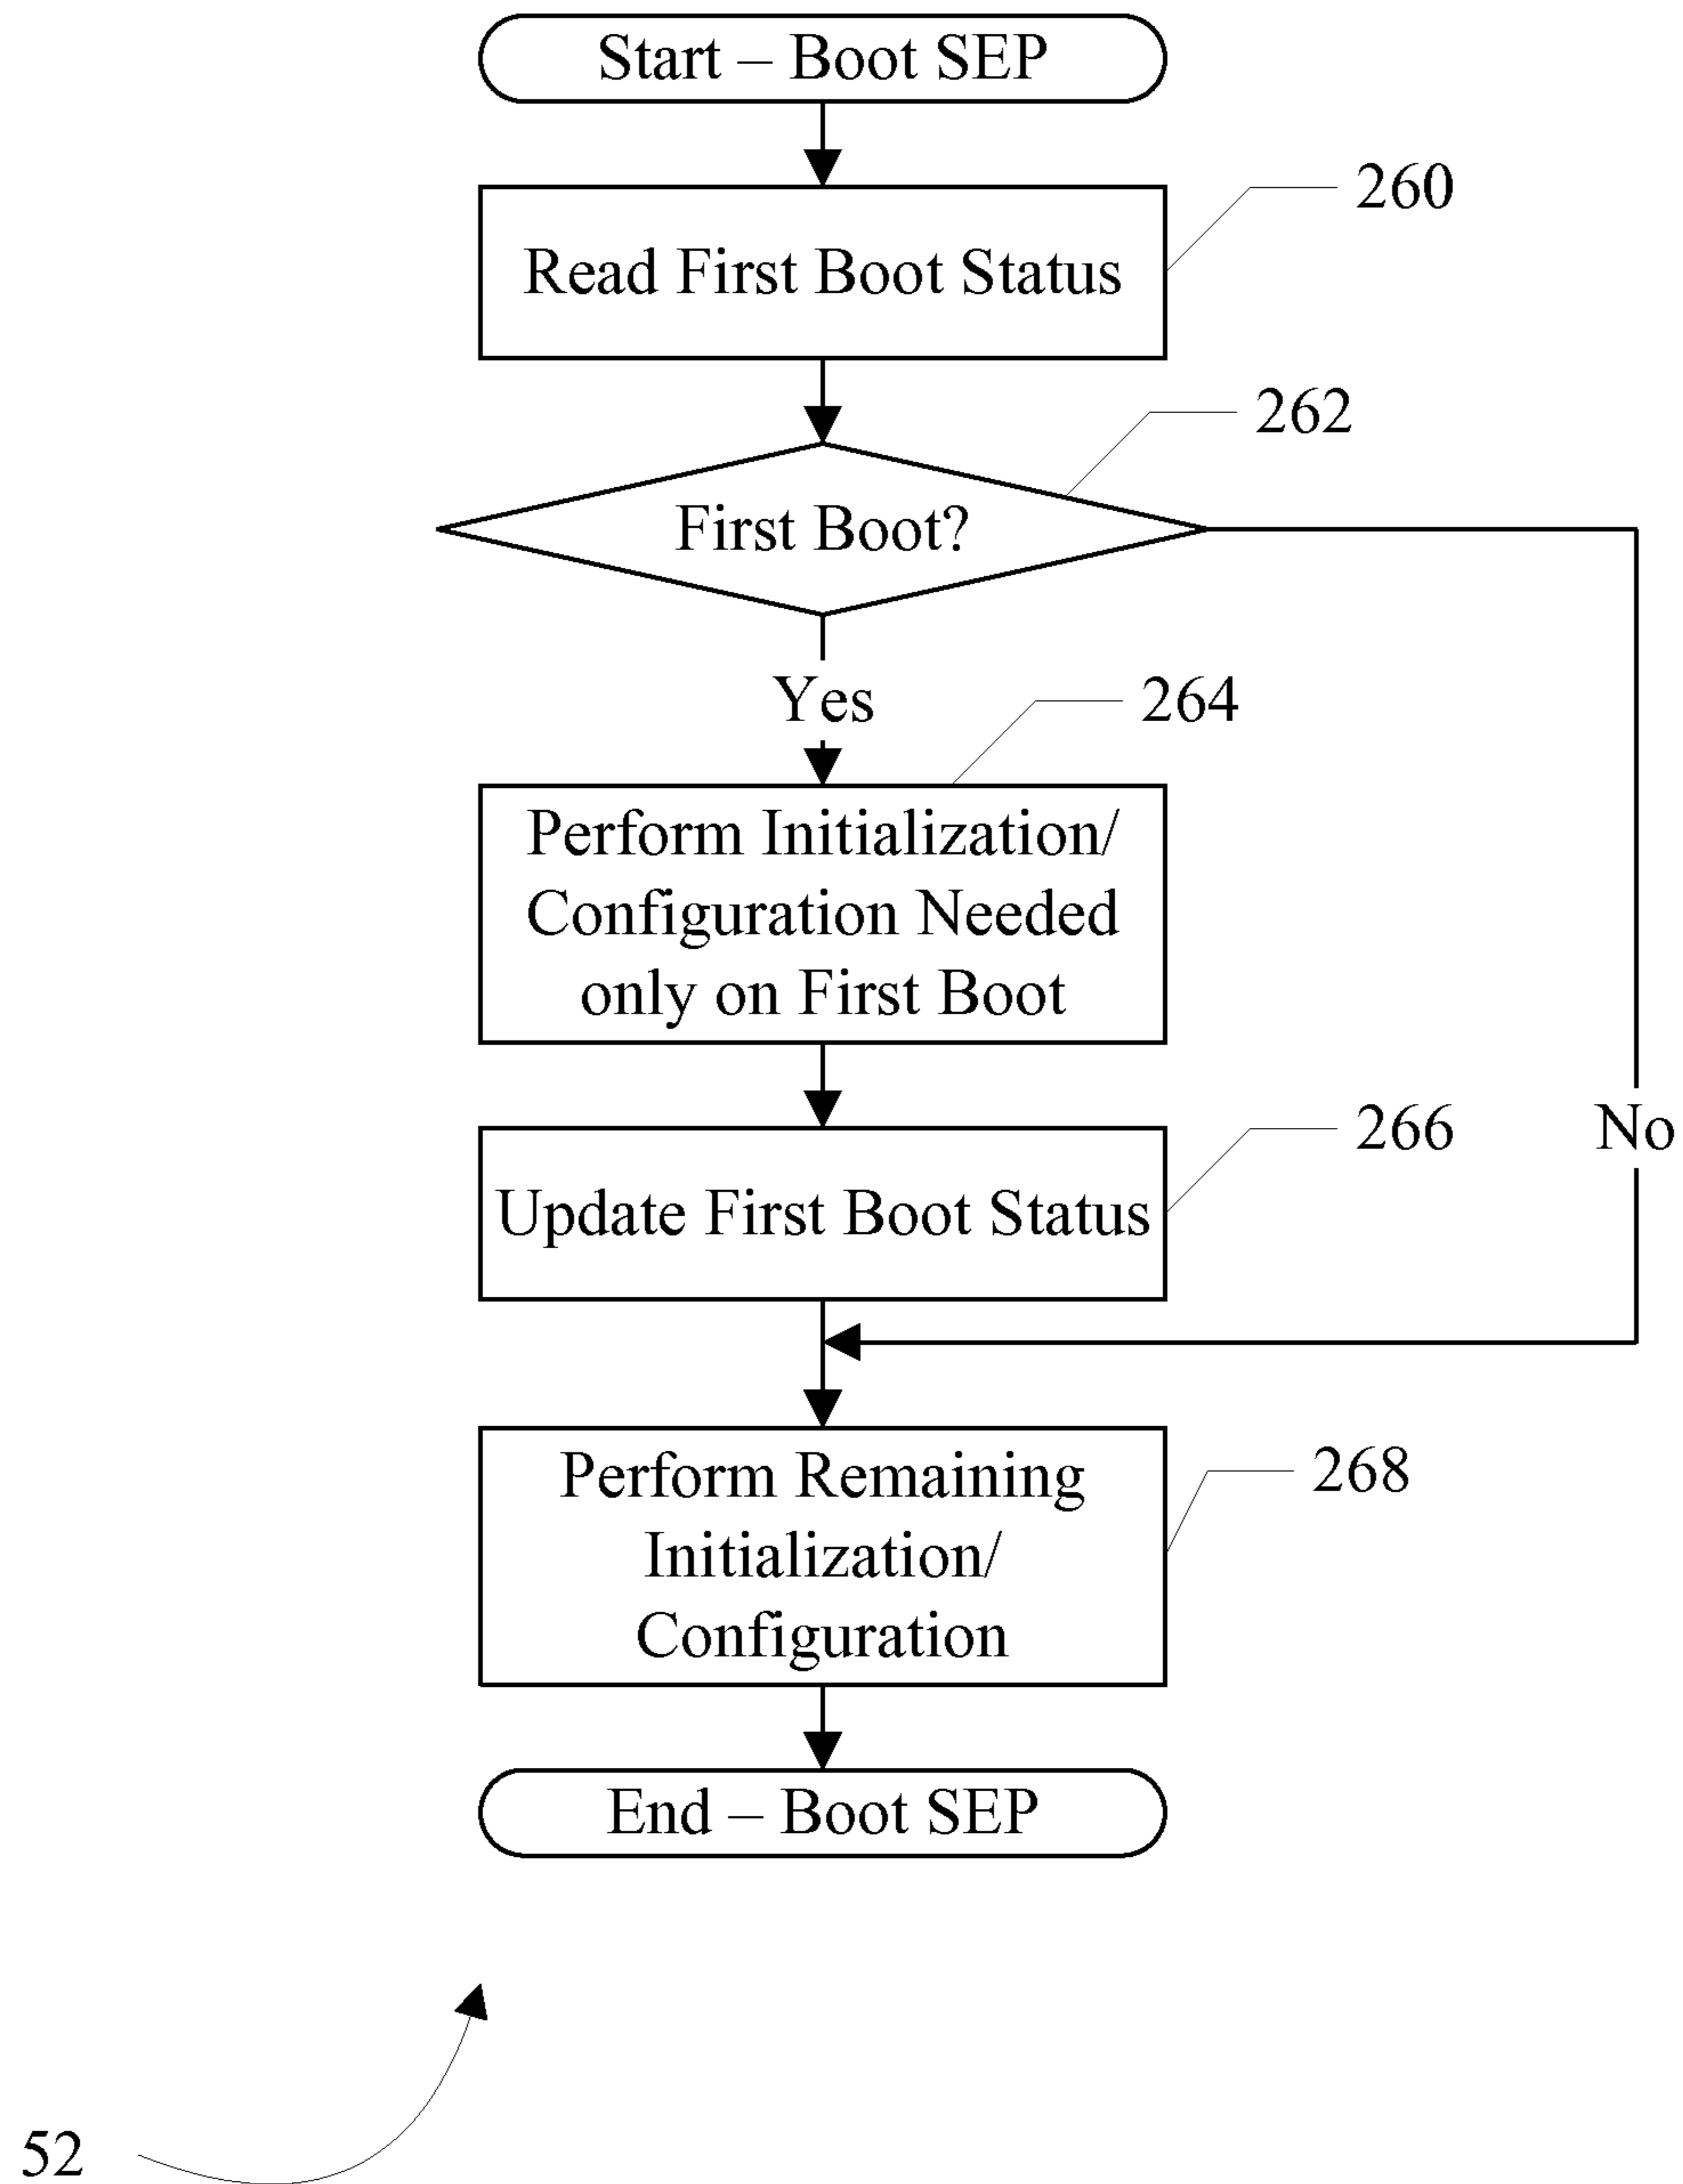 Start – Boot SEP
260
Read First Boot Status
262
First Boot?
Yes
264
Perform Initialization/
Configuration Needed
only on First Boot
266
No
Update First Boot Status
268
Perform Remaining
Initialization/
Configuration
End – Boot SEP
52